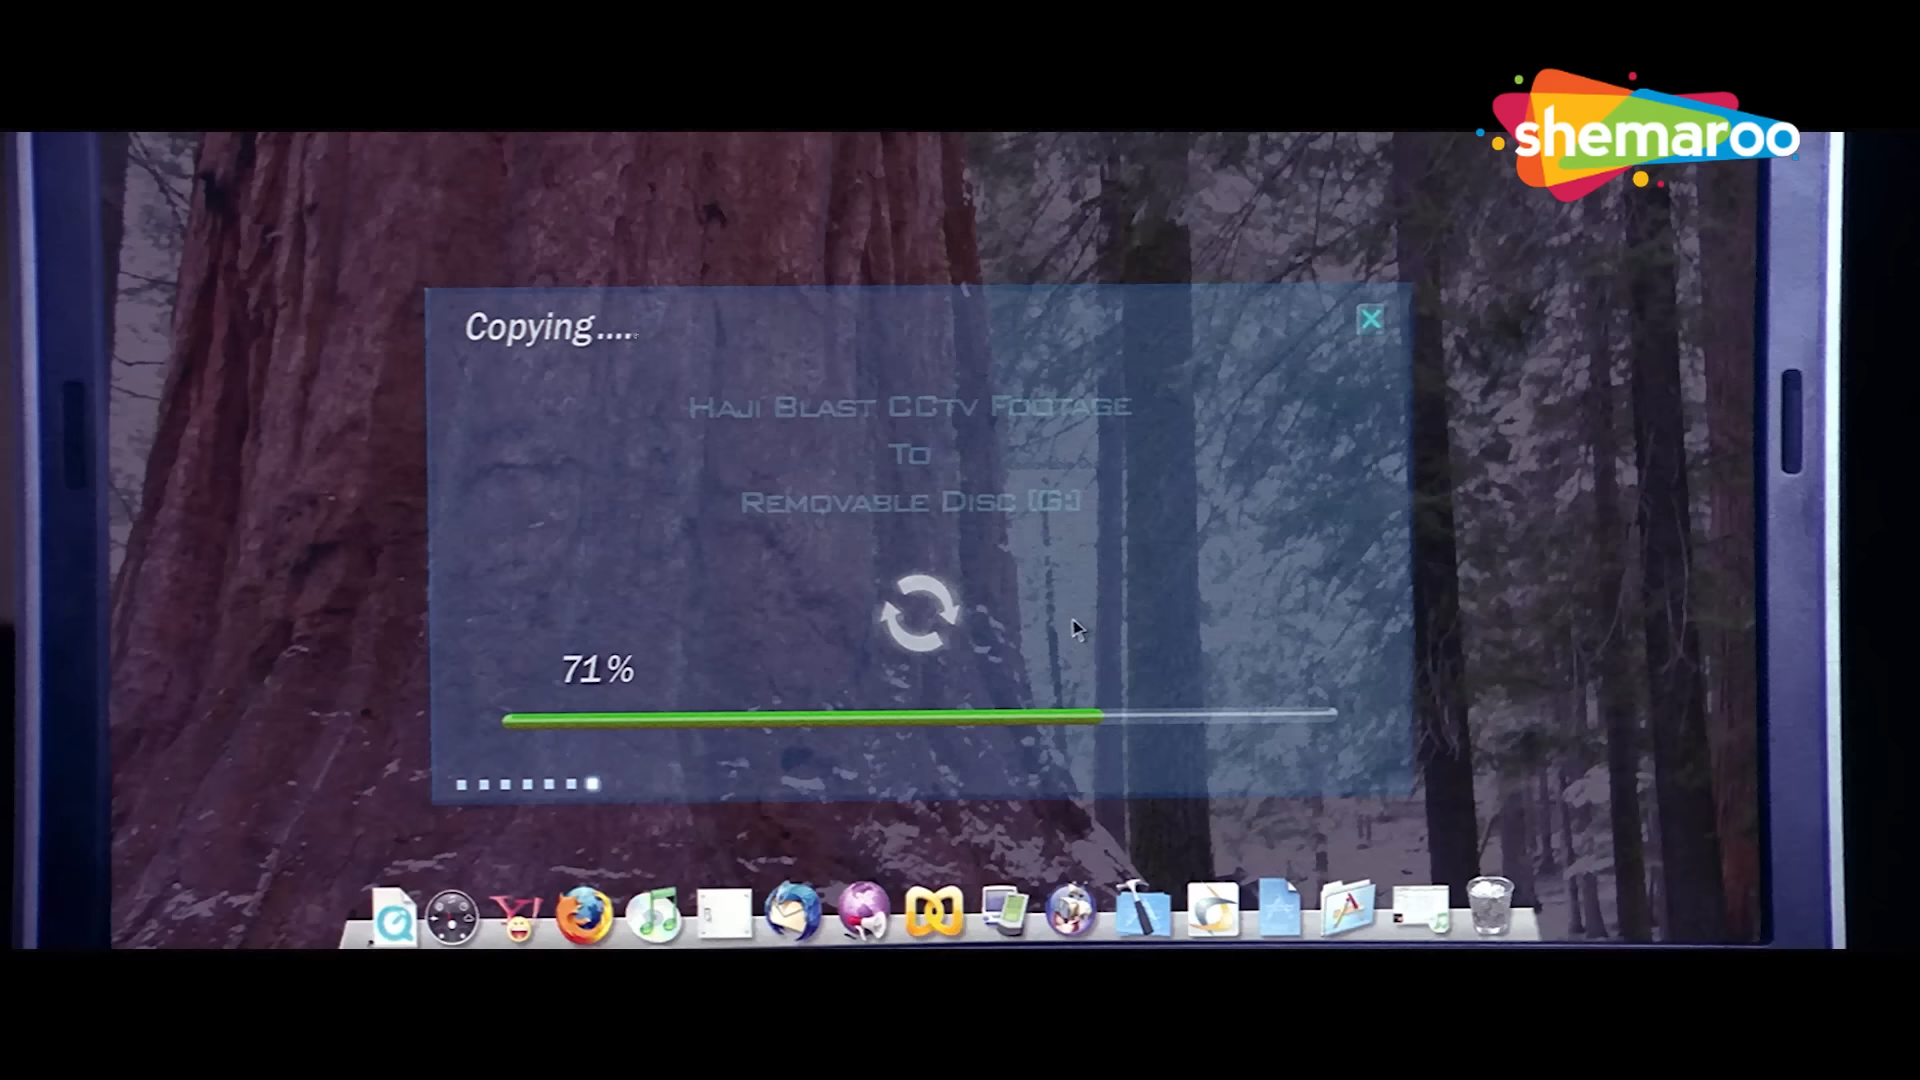 shemaroo
Copying.....
HAJI BLAST CCTV FOOTAGE
TO
REMOVABLE DISC [G:]
71%